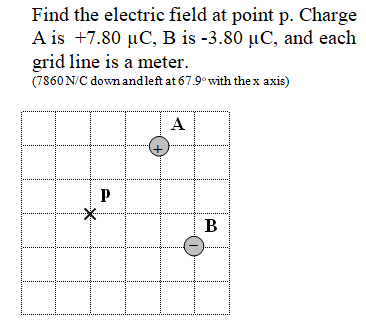 Find the electric field at point p. Charge
A is +7.80 µC, B is -3.80 µC, and each
grid line is a meter.
(7860 N/C down and left at 67.9° with the x axis)
A
+
p
B
−